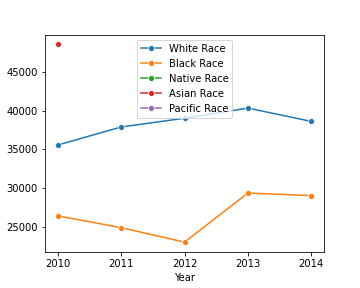 White Race
Black Race
Native Race
Asian Race
Pacific Race
45000
40000
35000
30000
25000
2010 2011 2012 2013 2014
Year